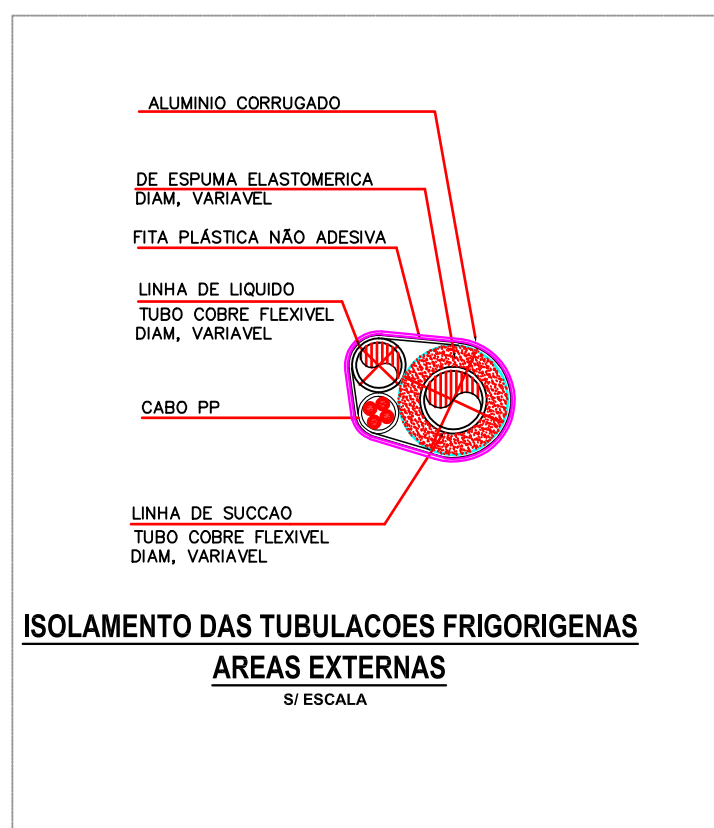 ALUMINIO CORRUGADO
DE ESPUMA ELASTOMERICA
DIAM, VARIAVEL
FITA PLÁSTICA NÃO ADESIVA
LINHA DE LIQUIDO
TUBO COBRE FLEXIVEL
DIAM, VARIAVEL
CABO PP
LINHA DE SUCCAO
TUBO COBRE FLEXIVEL
DIAM, VARIAVEL
ISOLAMENTO DAS TUBULACOES FRIGORIGENAS
AREAS EXTERNAS
S/ ESCALA